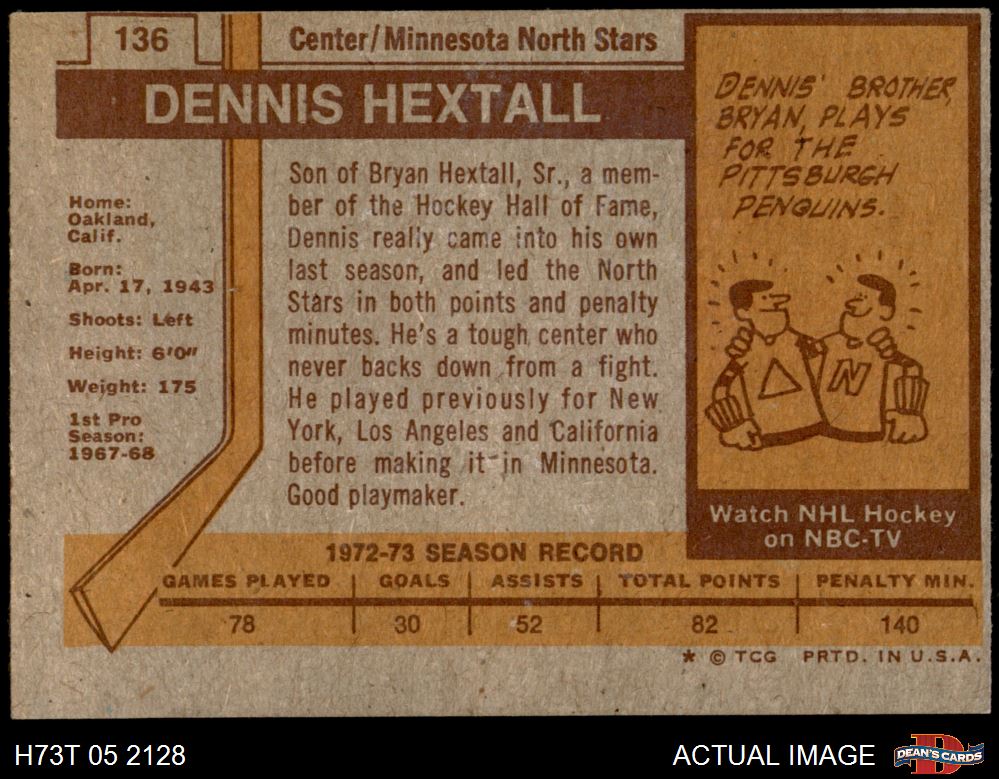 136
Center/Minnesota North Stars
DENNIS HEXTALL
Home:
Oakland,
Calif.
Born:
Apr. 17, 1943
Shoots: Left
Height: 6'0"
Weight: 175
1st Pro
Season:
1967-68
Son of Bryan Hextall, Sr., a mem-
ber of the Hockey Hall of Fame,
Dennis really came into his own
last season, and led the North
Stars in both points and penalty
minutes. He's a tough center who
never backs down from a fight.
He played previously for New
York, Los Angeles and California
before making it in Minnesota.
Good playmaker.
DENNIS' BROTHER,
BRYAN, PLAYS
FOR THE
PITTSBURGH
PENGUINS.
N
Watch NHL Hockey
on NBC-TV
1972-73 SEASON RECORD
GAMES PLAYED GOALS ASSISTS TOTAL POINTS PENALTY MIN.
78 30 52 82 140
* © TCG PRTD. IN U.S.A.
H73T 05 2128
ACTUAL IMAGE
DEAN'S CARDS